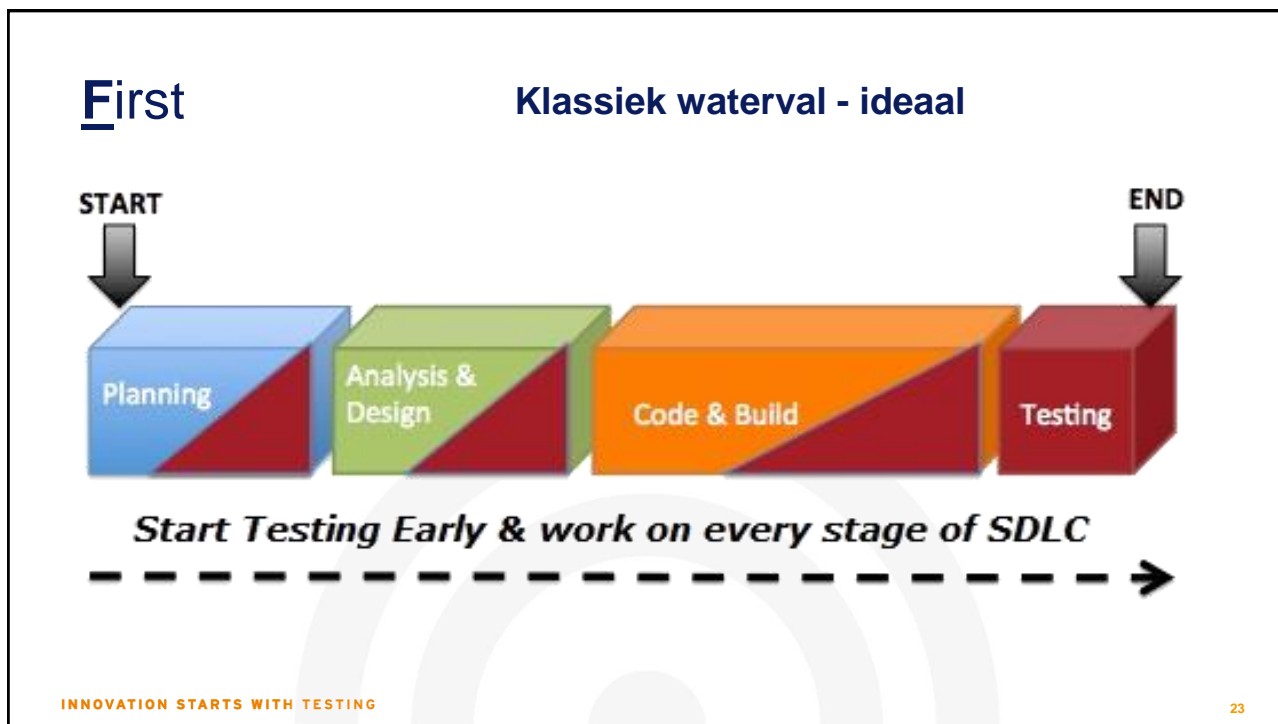 First
Klassiek waterval - ideaal
START
END
Planning
Analysis &
Design
Code & Build
Testing
Start Testing Early & work on every stage of SDLC
INNOVATION STARTS WITH TESTING
23